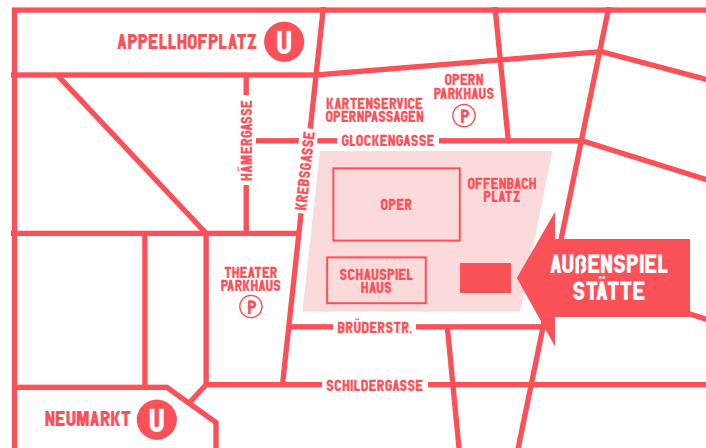 APPELLHOFPLATZ U
OPERN
PARKHAUS
P
KARTENSERVICE
OPERNPASSAGEN
GLOCKENGASSE
HÄMERGASSE
KREBSGASSE
OFFENBACH
PLATZ
OPER
AUßENSPIEL
STÄTTE
THEATER
PARKHAUS
P
SCHAUSPIEL
HAUS
BRÜDERSTR.
SCHILDERGASSE
NEUMARKT U